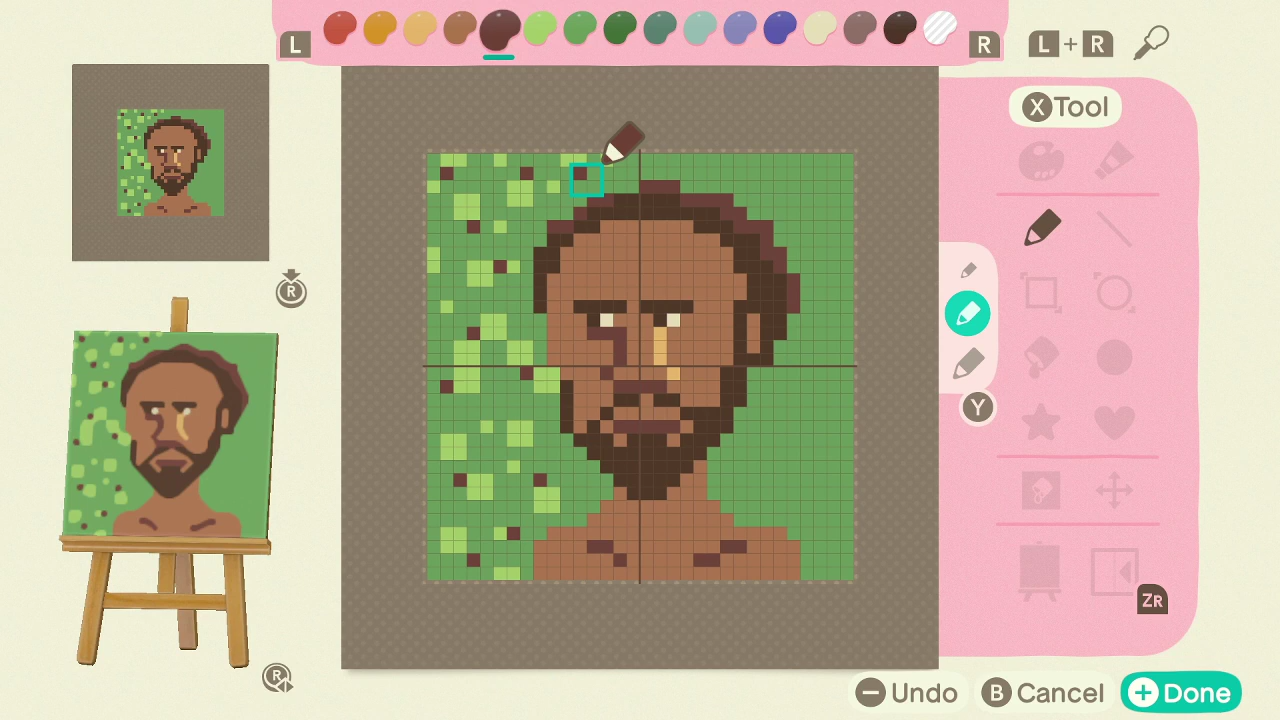 L
R
L + R
X Tool
R
Y
ZR
R
− Undo
B Cancel
+ Done